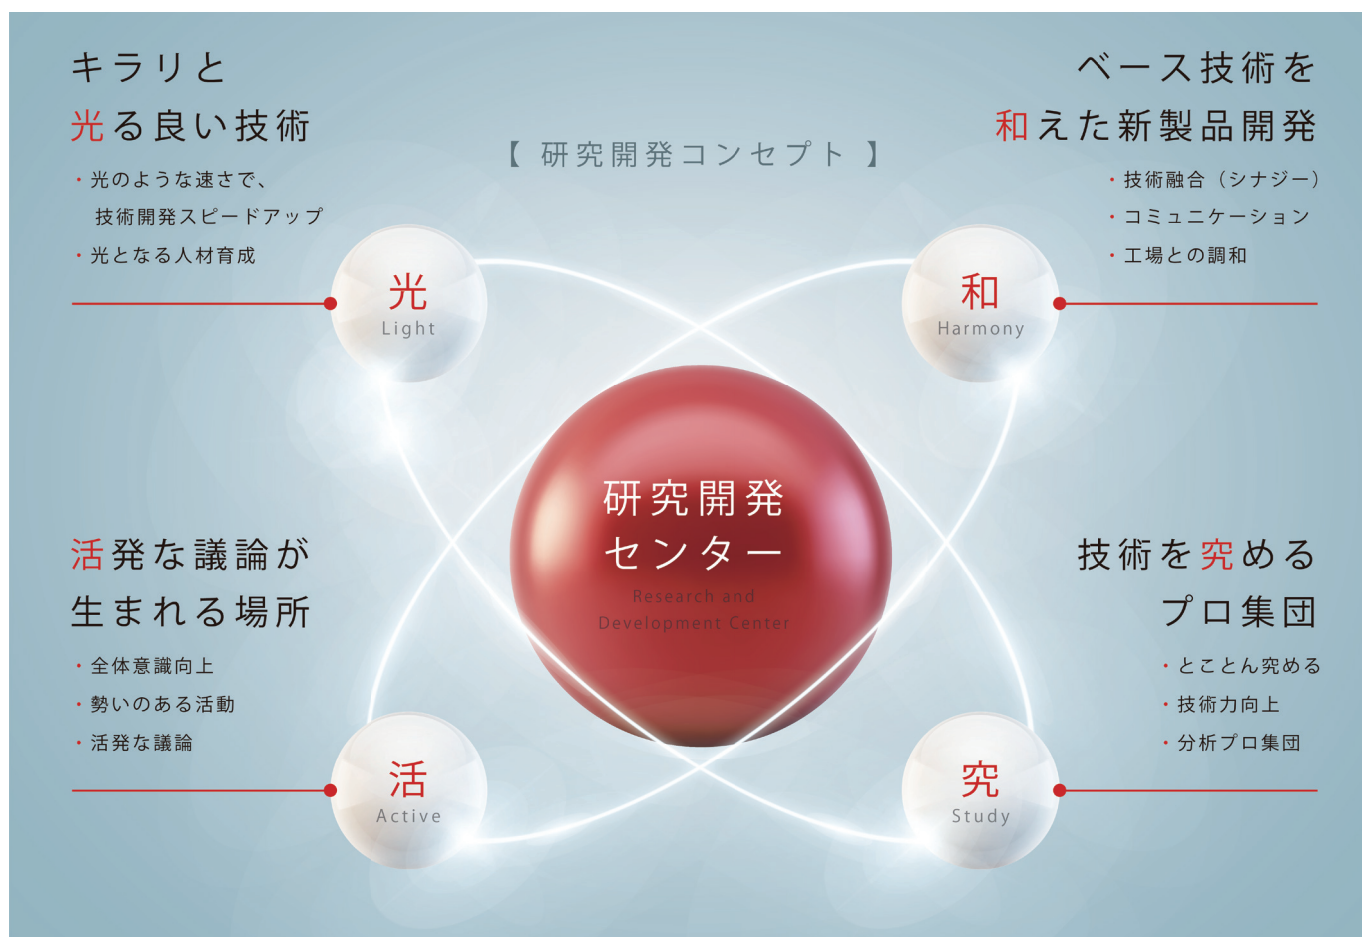 【 研究開発コンセプト 】
キラリと
光る良い技術
・光のような速さで、
技術開発スピードアップ
・光となる人材育成
光
Light
ベース技術を
和えた新製品開発
・技術融合（シナジー）
・コミュニケーション
・工場との調和
和
Harmony
研究開発
センター
Research and
Development Center
活発な議論が
生まれる場所
・全体意識向上
・勢いのある活動
・活発な議論
活
Active
技術を究める
プロ集団
・とことん究める
・技術力向上
・分析プロ集団
究
Study